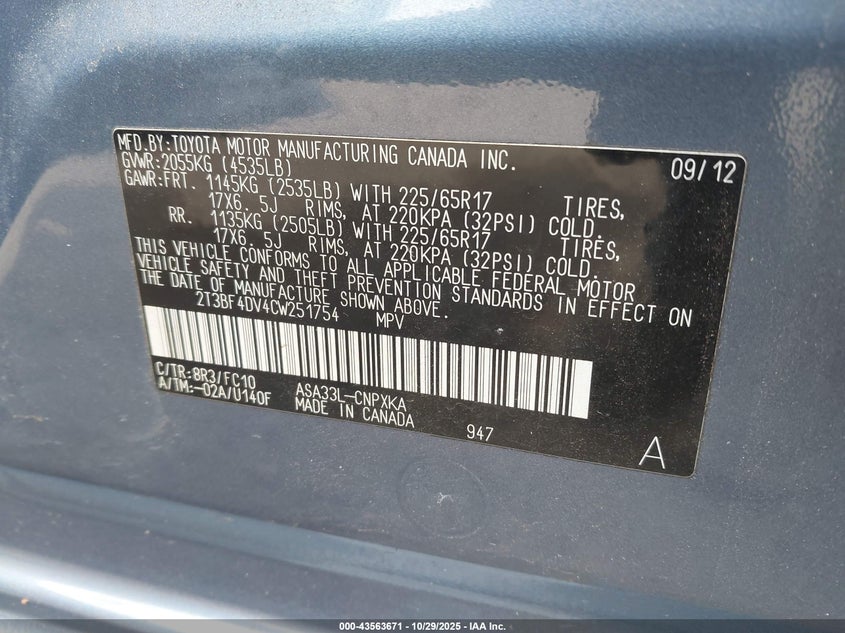 MFD.BY:TOYOTA MOTOR MANUFACTURING CANADA INC.
GVWR:2055KG (4535LB) 09/12
GAWR:FRT. 1145KG (2535LB) WITH 225/65R17 TIRES,
17X6. 5J RIMS, AT 220KPA (32PSI) COLD.
RR. 1135KG (2505LB) WITH 225/65R17 TIRES,
17X6. 5J RIMS, AT 220KPA (32PSI) COLD.
THIS VEHICLE CONFORMS TO ALL APPLICABLE FEDERAL MOTOR
VEHICLE SAFETY AND THEFT PREVENTION STANDARDS IN EFFECT ON
THE DATE OF MANUFACTURE SHOWN ABOVE.
2T3BF4DV4CW251754 MPV
C/TR:8R3/FC10 ASA33L-CNPXKA
A/TM:-02A/U140F MADE IN CANADA
947 A
000-43563671 | 10/29/2025 - IAA Inc.